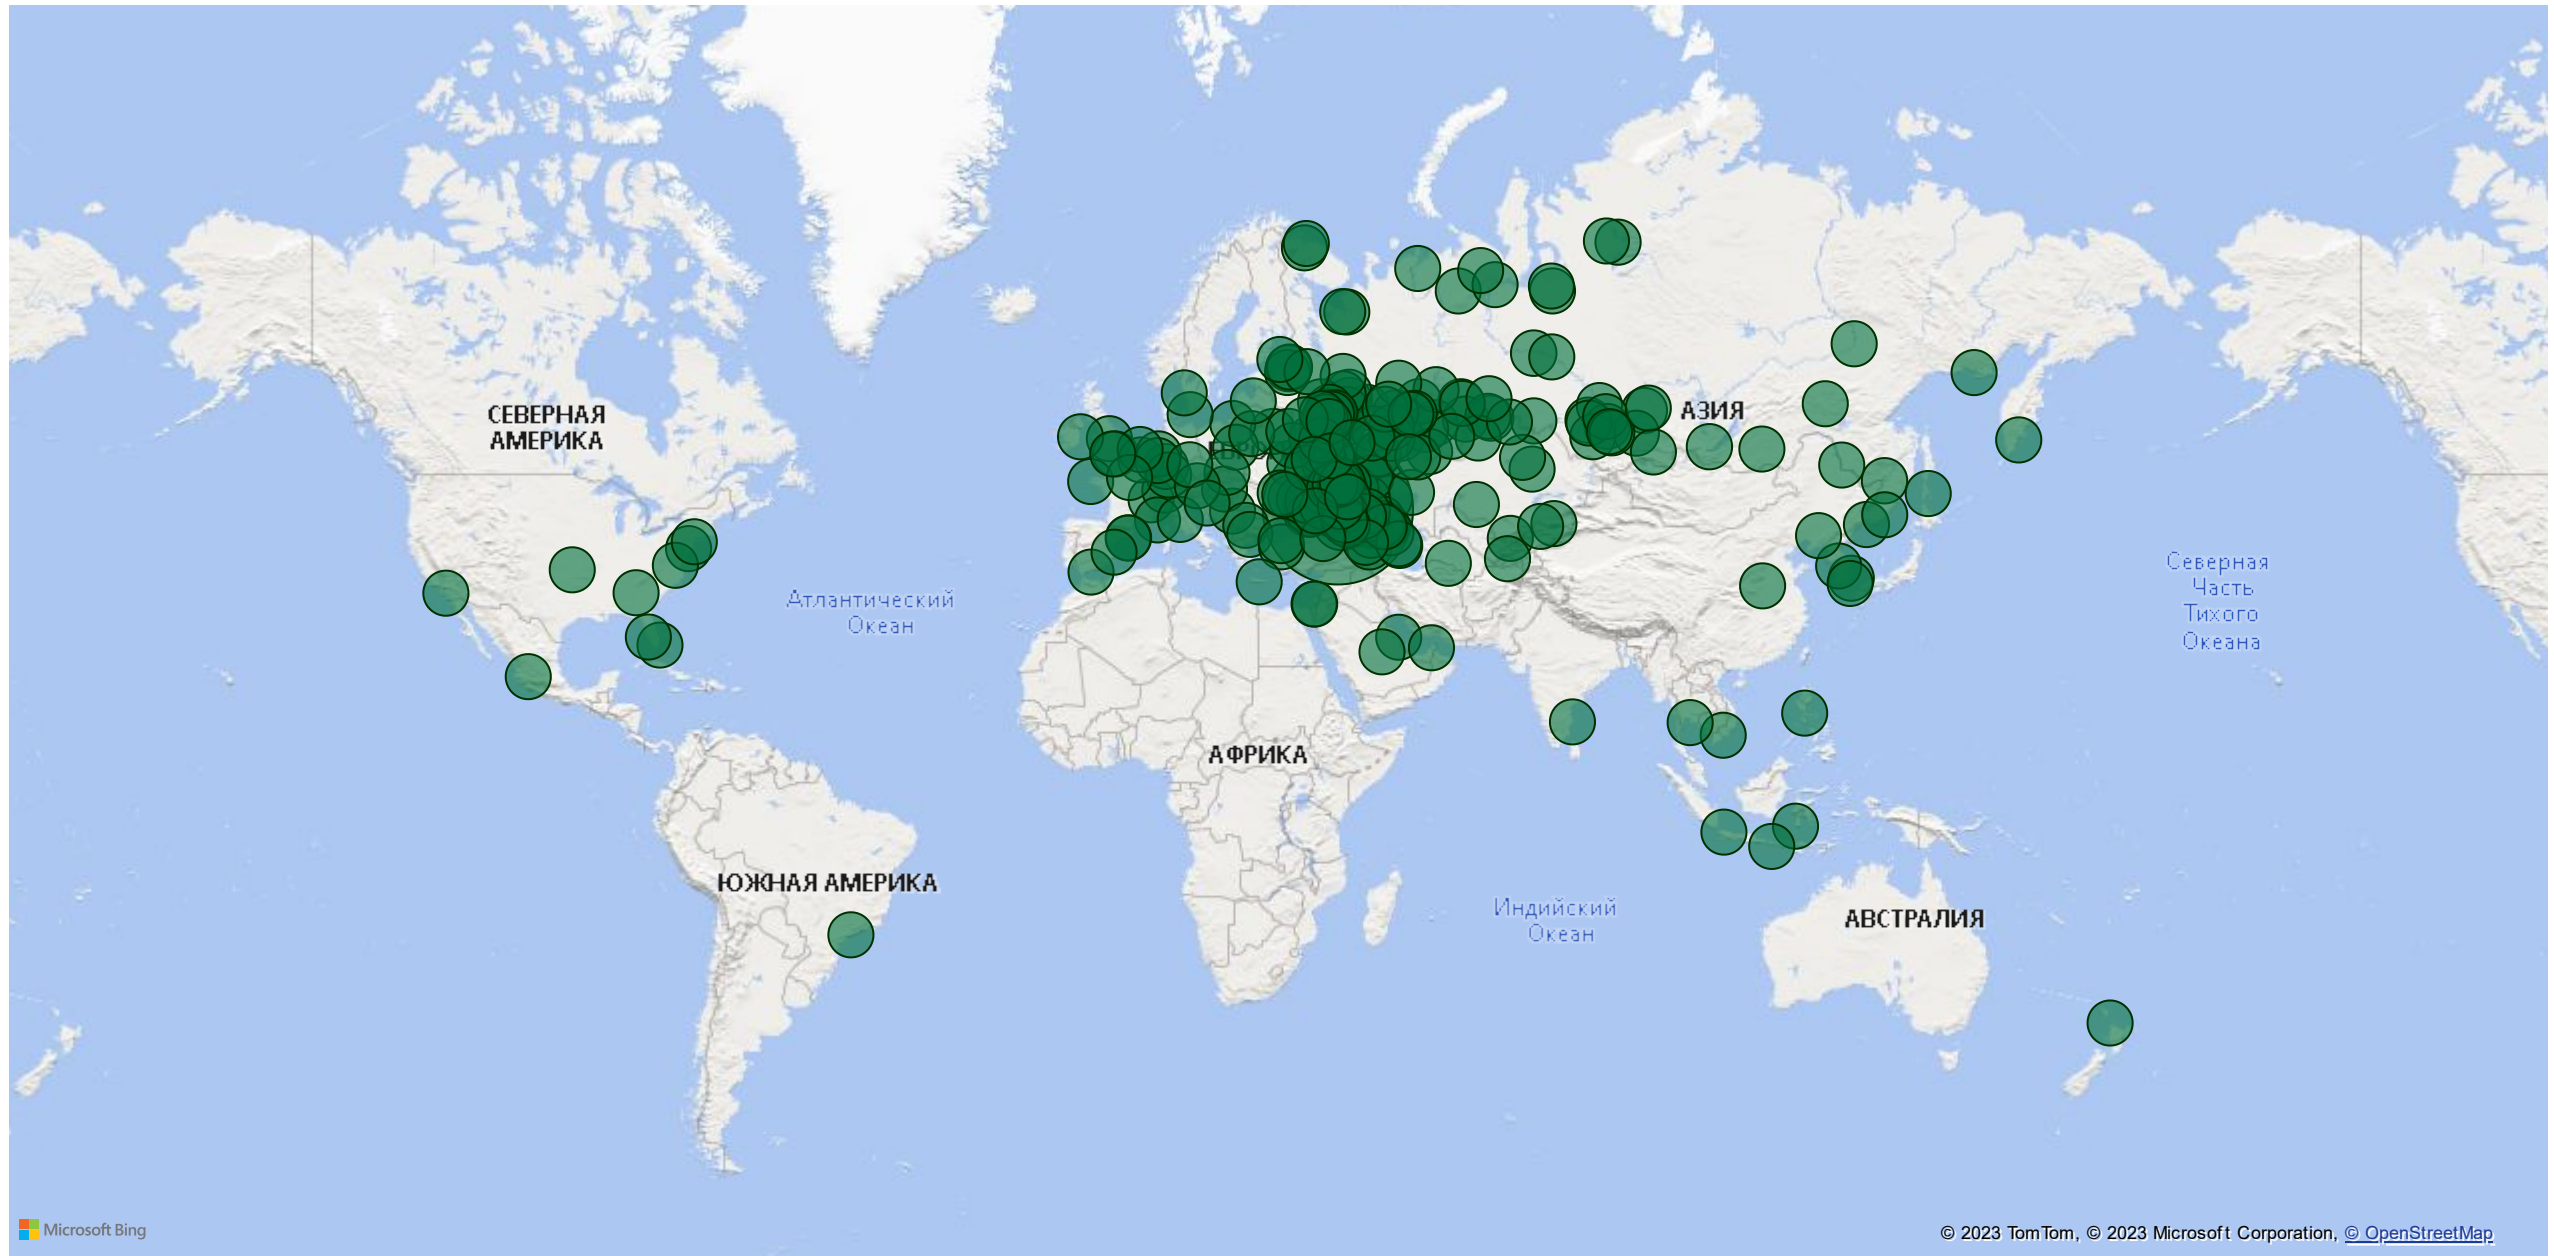 АЗИЯ
СЕВЕРНАЯ
АМЕРИКА
Северная
Часть
Тихого
Океана
Атлантический
Океан
АФРИКА
ЮЖНАЯ АМЕРИКА
Индийский
Океан
АВСТРАЛИЯ
Microsoft Bing
© 2023 TomTom, © 2023 Microsoft Corporation, © OpenStreetMap